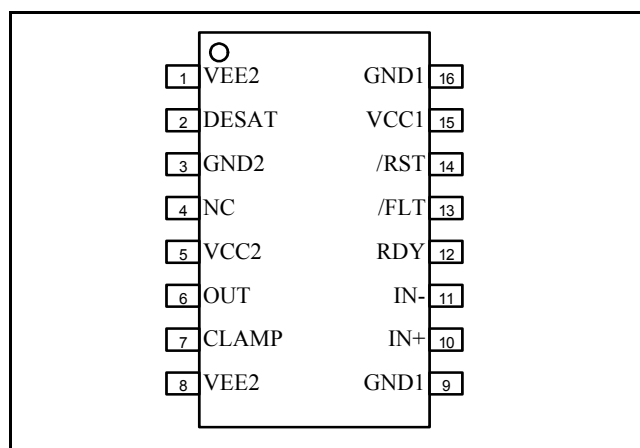 1 VEE2 GND1 16
2 DESAT VCC1 15
3 GND2 /RST 14
4 NC /FLT 13
5 VCC2 RDY 12
6 OUT IN- 11
7 CLAMP IN+ 10
8 VEE2 GND1 9